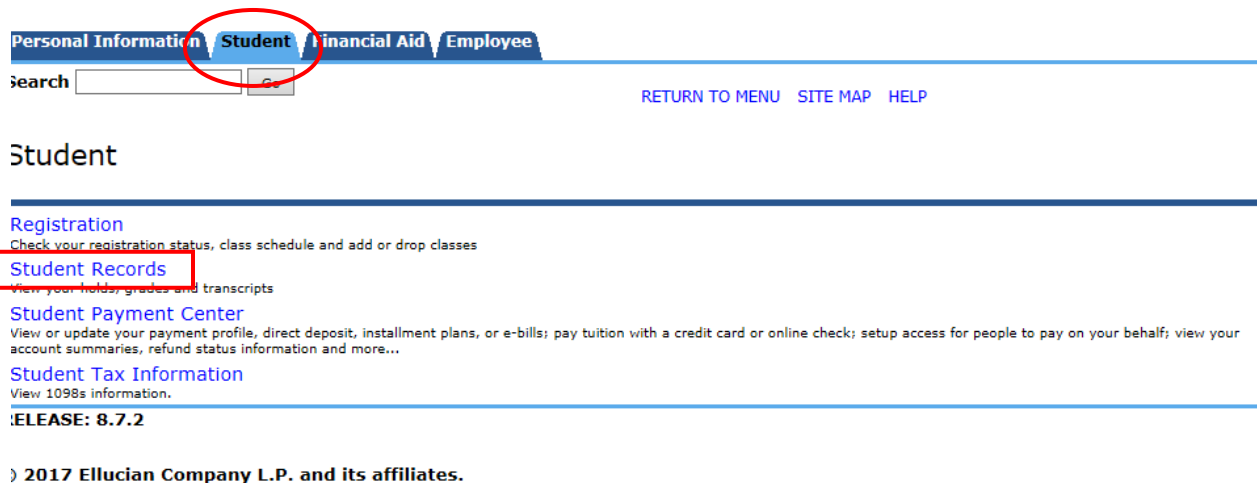 Personal Information Student Financial Aid Employee
Search Go
RETURN TO MENU SITE MAP HELP
Student
Registration
Check your registration status, class schedule and add or drop classes
Student Records
View your holds, grades and transcripts
Student Payment Center
View or update your payment profile, direct deposit, installment plans, or e-bills; pay tuition with a credit card or online check; setup access for people to pay on your behalf; view your
account summaries, refund status information and more...
Student Tax Information
View 1098s information.
RELEASE: 8.7.2
© 2017 Ellucian Company L.P. and its affiliates.